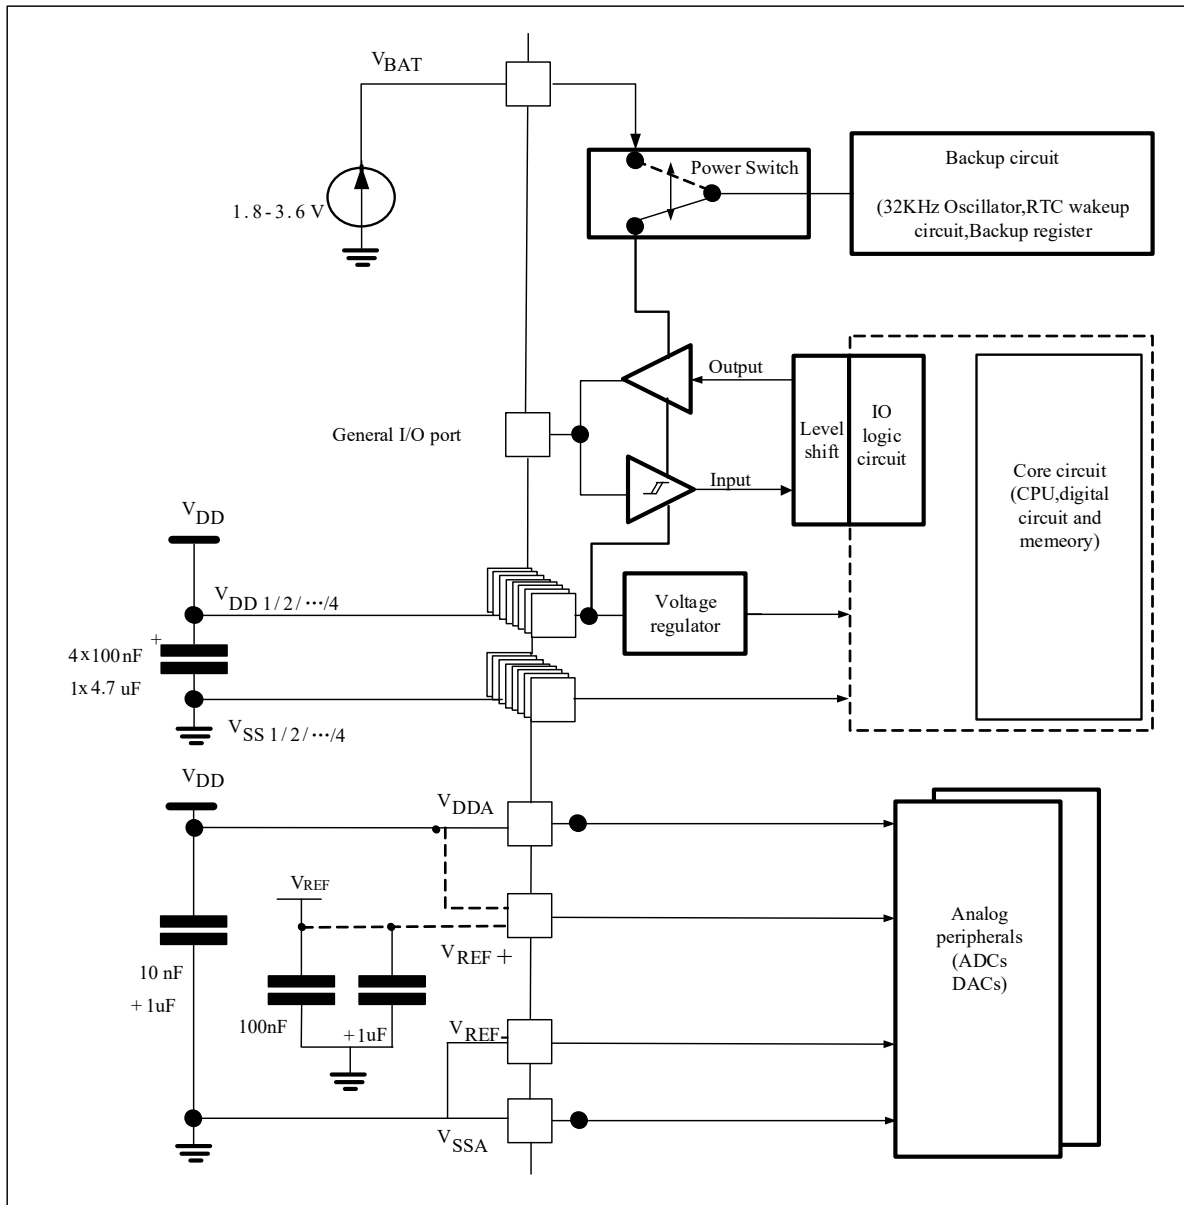 VBAT
1.8-3.6 V
Power Switch
Backup circuit
(32KHz Oscillator,RTC wakeup
circuit,Backup register
Output
General I/O port
Level
shift
IO
logic
circuit
Input
Core circuit
(CPU,digital
circuit and
memeory)
VDD
VDD 1/2/···/4
Voltage
regulator
+
4x100nF
1x4.7 uF
VSS 1/2/···/4
VDD
VDDA
VREF
VREF+
Analog
peripherals
(ADCs
DACs)
10 nF
+1uF
100nF
+1uF
VREF-
VSSA